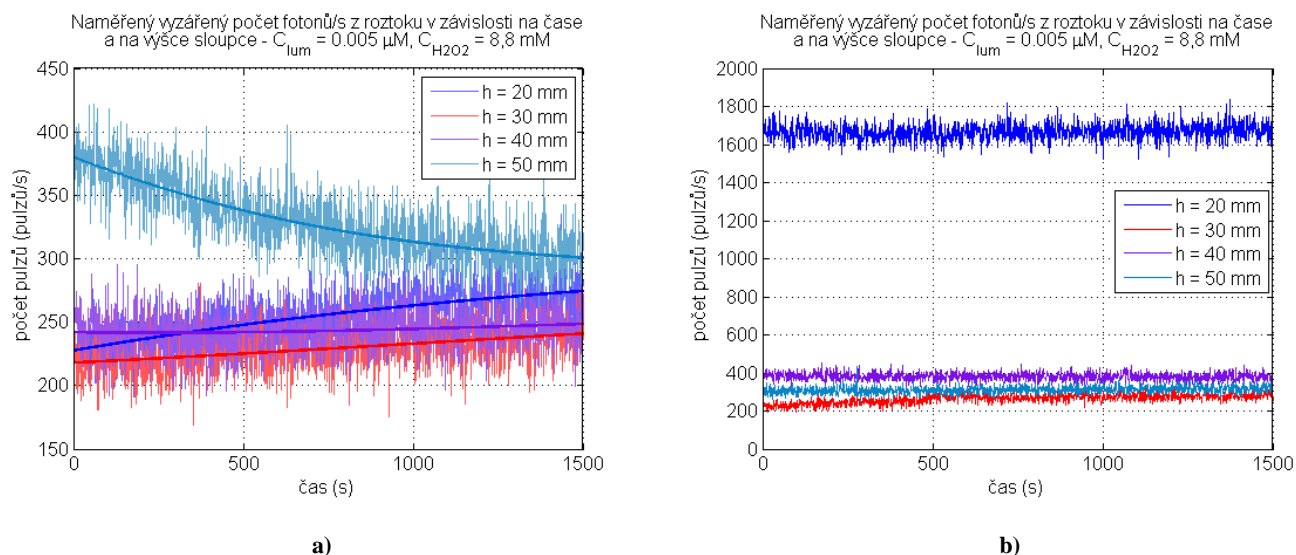 Naměřený vyzářený počet fotonů/s z roztoku v závislosti na čase
a na výšce sloupce - C_lum = 0.005 µM, C_H2O2 = 8,8 mM
450
400
350
300
250
200
150
počet pulzů (pulzů/s)
h = 20 mm
h = 30 mm
h = 40 mm
h = 50 mm
0
500
1000
1500
čas (s)
a)
Naměřený vyzářený počet fotonů/s z roztoku v závislosti na čase
a na výšce sloupce - C_lum = 0.005 µM, C_H2O2 = 8,8 mM
2000
1800
1600
1400
1200
1000
800
600
400
200
0
počet pulzů (pulzů/s)
h = 20 mm
h = 30 mm
h = 40 mm
h = 50 mm
0
500
1000
1500
čas (s)
b)